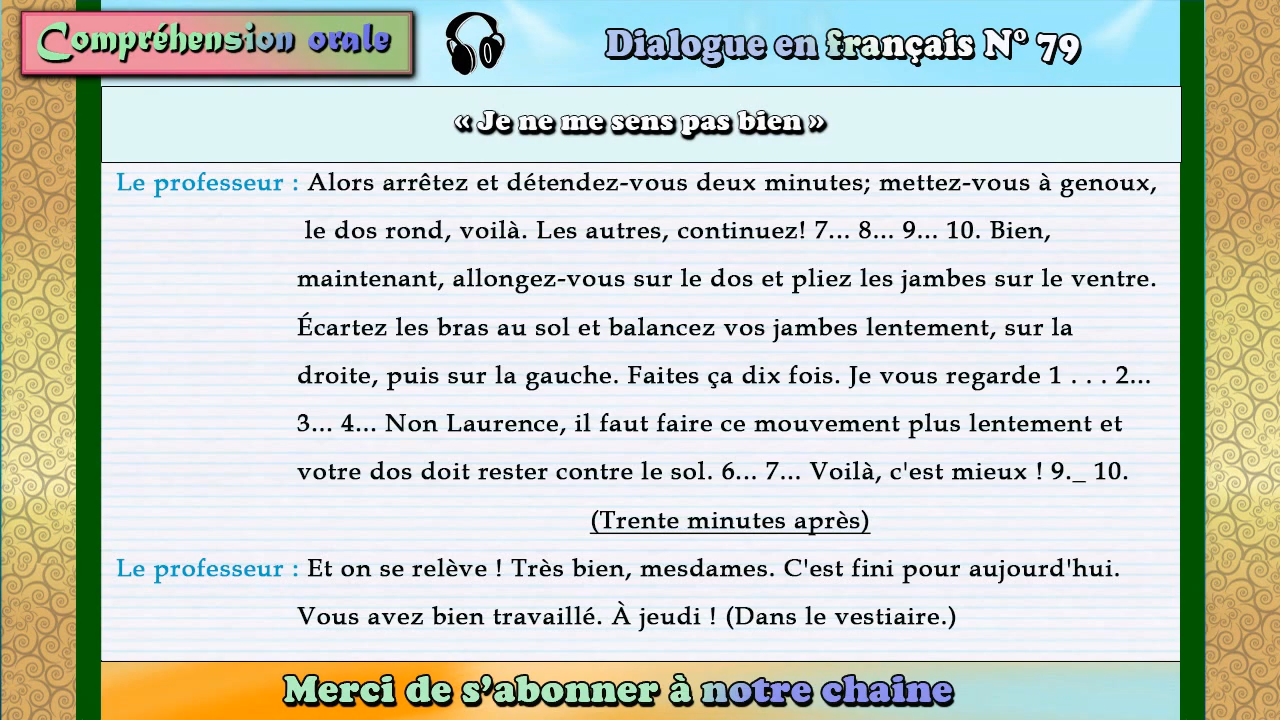 Compréhension orale
Dialogue en français N° 79
« Je ne me sens pas bien »
Le professeur : Alors arrêtez et détendez-vous deux minutes; mettez-vous à genoux,
le dos rond, voilà. Les autres, continuez! 7... 8... 9... 10. Bien,
maintenant, allongez-vous sur le dos et pliez les jambes sur le ventre.
Écartez les bras au sol et balancez vos jambes lentement, sur la
droite, puis sur la gauche. Faites ça dix fois. Je vous regarde 1 . . . 2...
3... 4... Non Laurence, il faut faire ce mouvement plus lentement et
votre dos doit rester contre le sol. 6... 7... Voilà, c'est mieux ! 9._ 10.
(Trente minutes après)
Le professeur : Et on se relève ! Très bien, mesdames. C'est fini pour aujourd'hui.
Vous avez bien travaillé. À jeudi ! (Dans le vestiaire.)
Merci de s'abonner à notre chaine